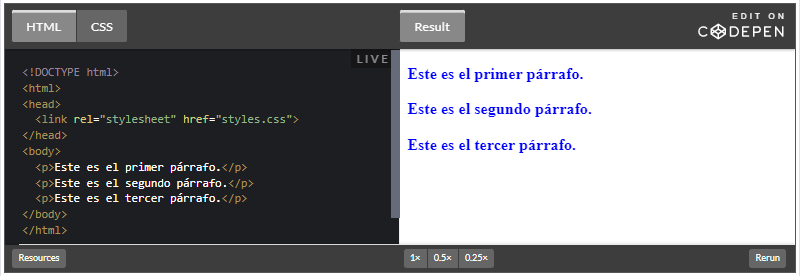 HTML CSS Result EDIT ON
CODEPEN
LIVE
<!DOCTYPE html>
<html>
<head>
<link rel="stylesheet" href="styles.css">
</head>
<body>
<p>Este es el primer párrafo.</p>
<p>Este es el segundo párrafo.</p>
<p>Este es el tercer párrafo.</p>
</body>
</html>
Este es el primer párrafo.
Este es el segundo párrafo.
Este es el tercer párrafo.
Resources 1× 0.5× 0.25× Rerun